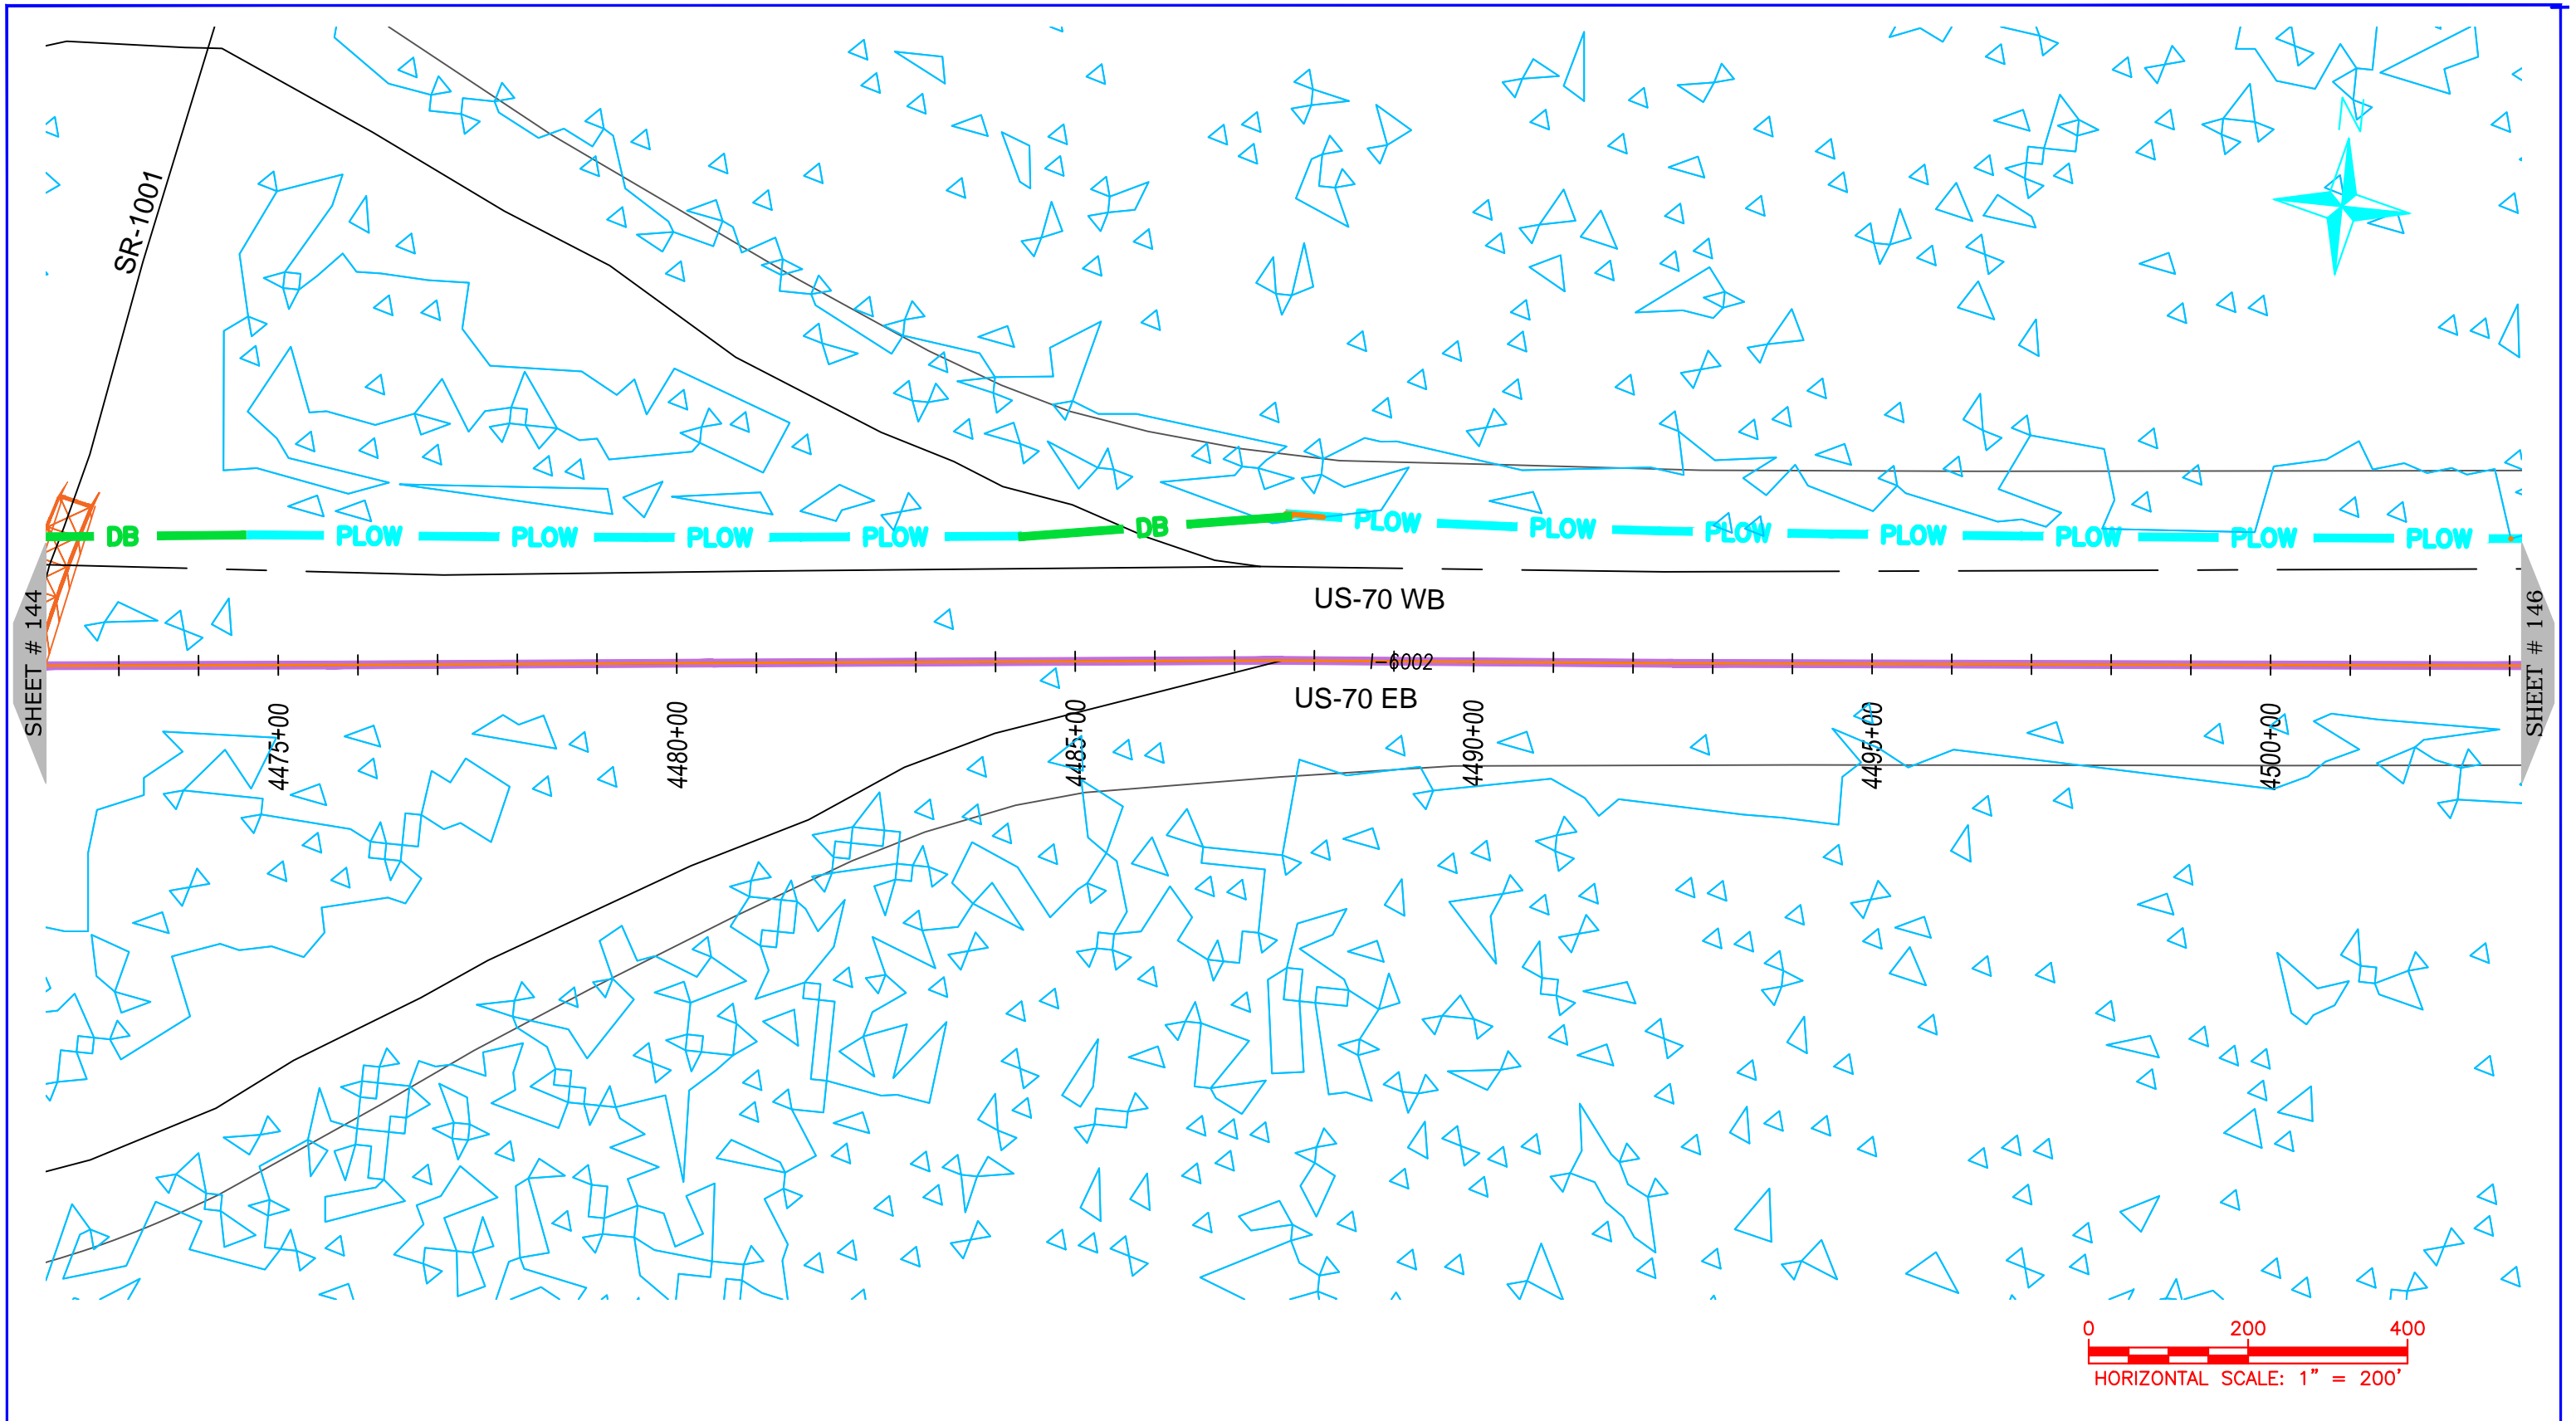 N
SR-1001
DB PLOW PLOW PLOW PLOW DB PLOW PLOW PLOW PLOW PLOW PLOW PLOW
US-70 WB
SHEET # 144
SHEET # 146
I-6002
US-70 EB
4475+00 4480+00 4485+00 4490+00 4495+00 4500+00
0 200 400
HORIZONTAL SCALE: 1" = 200'